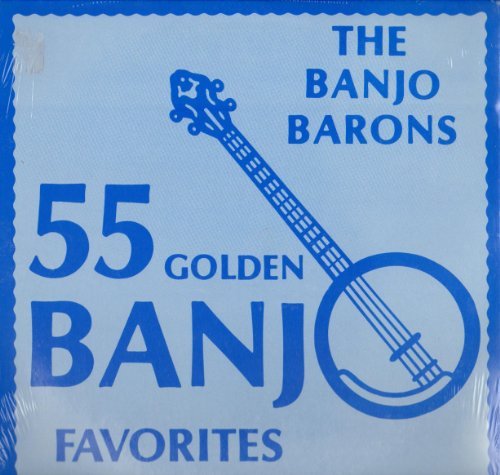 THE
BANJO
BARONS
55 GOLDEN
BANJO
FAVORITES